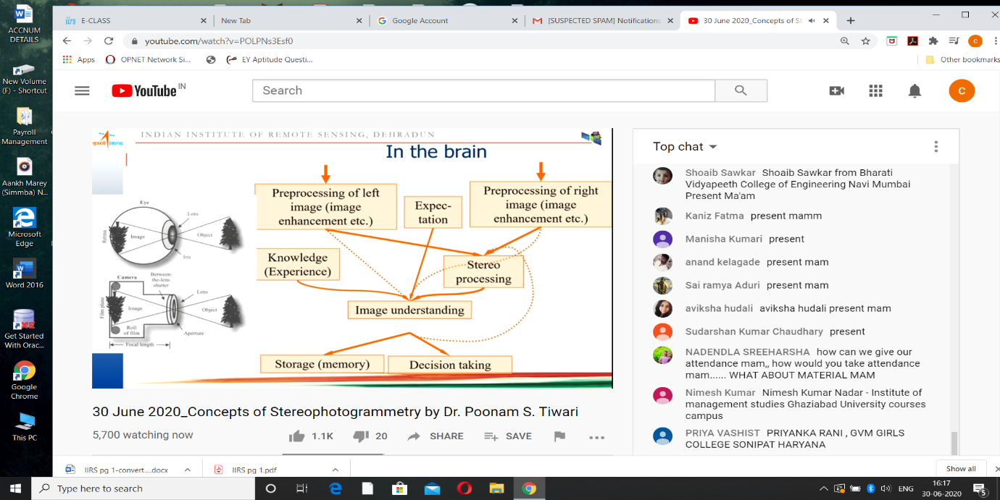 ACCNUM
DETAILS
New Volume
(F) - Shortcut
Payroll
Management
Aankh Marey
(Simmba) N...
Microsoft
Edge
Word 2016
Get Started
With Orac...
Google
Chrome
This PC
iirs E-CLASS
New Tab
Google Account
[SUSPECTED SPAM] Notifications
30 June 2020_Concepts of St
youtube.com/watch?v=POLPNs3Esf0
Apps
OPNET Network Si...
EY Aptitude Questi...
Other bookmarks
YouTube IN
Search
C
INDIAN INSTITUTE OF REMOTE SENSING, DEHRADUN
इसरो isro
In the brain
Preprocessing of left
image (image
enhancement etc.)
Expec-
tation
Preprocessing of right
image (image
enhancement etc.)
Knowledge
(Experience)
Stereo
processing
Image understanding
Storage (memory)
Decision taking
Eye
Lens
Retina
Image
Object
Iris
Camera
Between-
the-lens
shutter
Lens
Film plane
Image
Object
Roll
of film
Aperture
Focal length
30 June 2020_Concepts of Stereophotogrammetry by Dr. Poonam S. Tiwari
5,700 watching now
1.1K
20
SHARE
SAVE
Top chat
Shoaib Sawkar Shoaib Sawkar from Bharati
Vidyapeeth College of Engineering Navi Mumbai
Present Ma'am
Kaniz Fatma present mamm
Manisha Kumari present
anand kelagade present mam
Sai ramya Aduri present mam
aviksha hudali aviksha hudali present mam
Sudarshan Kumar Chaudhary present
NADENDLA SREEHARSHA how can we give our
attendance mam,, how would you take attendance
mam...... WHAT ABOUT MATERIAL MAM
Nimesh Kumar Nimesh Kumar Nadar - Institute of
management studies Ghaziabad University courses
campus
PRIYA VASHIST PRIYANKA RANI , GVM GIRLS
COLLEGE SONIPAT HARYANA
IIRS pg 1-convert....docx
IIRS pg 1.pdf
Show all
Type here to search
ENG
16:17
30-06-2020
5